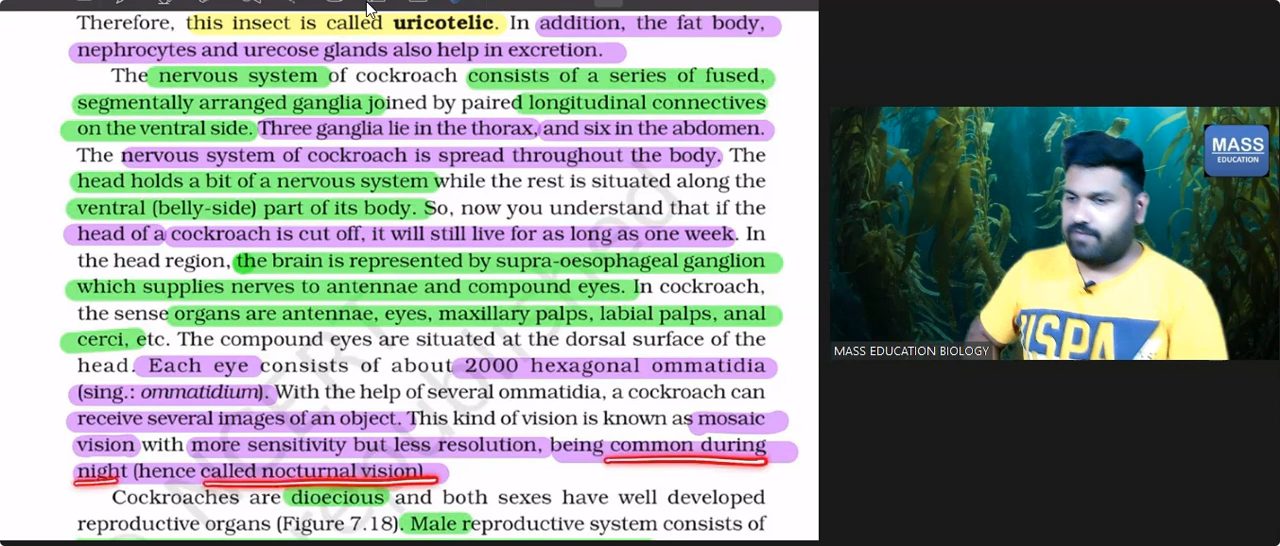 Therefore, this insect is called uricotelic. In addition, the fat body,
nephrocytes and urecose glands also help in excretion.
The nervous system of cockroach consists of a series of fused,
segmentally arranged ganglia joined by paired longitudinal connectives
on the ventral side. Three ganglia lie in the thorax, and six in the abdomen.
The nervous system of cockroach is spread throughout the body. The
head holds a bit of a nervous system while the rest is situated along the
ventral (belly-side) part of its body. So, now you understand that if the
head of a cockroach is cut off, it will still live for as long as one week. In
the head region, the brain is represented by supra-oesophageal ganglion
which supplies nerves to antennae and compound eyes. In cockroach,
the sense organs are antennae, eyes, maxillary palps, labial palps, anal
cerci, etc. The compound eyes are situated at the dorsal surface of the
head. Each eye consists of about 2000 hexagonal ommatidia
(sing.: ommatidium). With the help of several ommatidia, a cockroach can
receive several images of an object. This kind of vision is known as mosaic
vision with more sensitivity but less resolution, being common during
night (hence called nocturnal vision).
Cockroaches are dioecious and both sexes have well developed
reproductive organs (Figure 7.18). Male reproductive system consists of
MASS
EDUCATION
MASS EDUCATION BIOLOGY